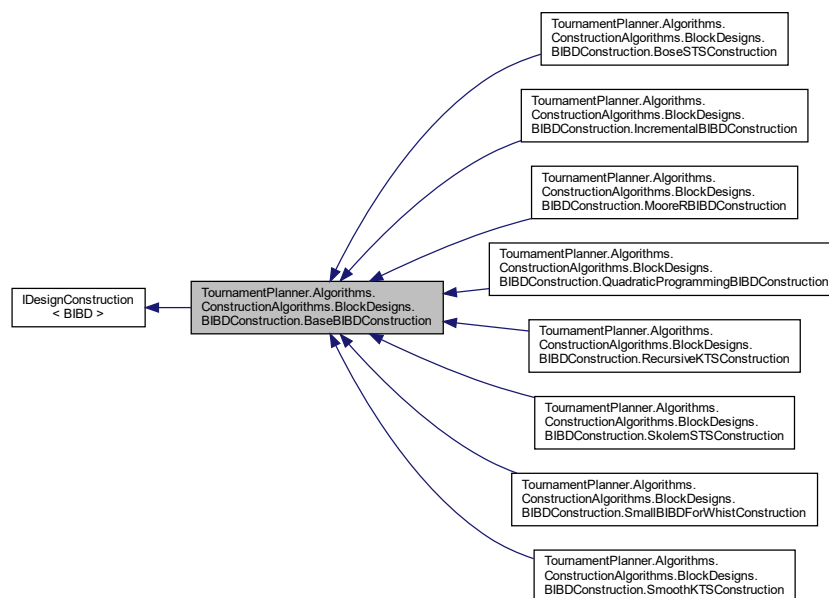 TournamentPlanner.Algorithms.
ConstructionAlgorithms.BlockDesigns.
BIBDConstruction.BoseSTSConstruction
TournamentPlanner.Algorithms.
ConstructionAlgorithms.BlockDesigns.
BIBDConstruction.IncrementalBIBDConstruction
TournamentPlanner.Algorithms.
ConstructionAlgorithms.BlockDesigns.
BIBDConstruction.MooreRBIBDConstruction
TournamentPlanner.Algorithms.
ConstructionAlgorithms.BlockDesigns.
BIBDConstruction.QuadraticProgrammingBIBDConstruction
IDesignConstruction
< BIBD >
TournamentPlanner.Algorithms.
ConstructionAlgorithms.BlockDesigns.
BIBDConstruction.BaseBIBDConstruction
TournamentPlanner.Algorithms.
ConstructionAlgorithms.BlockDesigns.
BIBDConstruction.RecursiveKTSConstruction
TournamentPlanner.Algorithms.
ConstructionAlgorithms.BlockDesigns.
BIBDConstruction.SkolemSTSConstruction
TournamentPlanner.Algorithms.
ConstructionAlgorithms.BlockDesigns.
BIBDConstruction.SmallBIBDForWhistConstruction
TournamentPlanner.Algorithms.
ConstructionAlgorithms.BlockDesigns.
BIBDConstruction.SmoothKTSConstruction